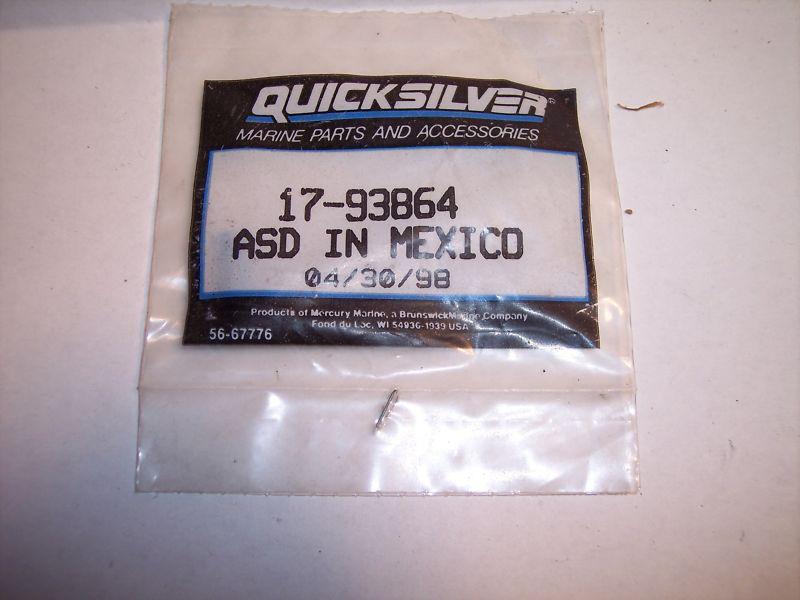 QUICKSILVER®
MARINE PARTS AND ACCESSORIES
17-93864
ASD IN MEXICO
04/30/98
Products of Mercury Marine, a Brunswick Marine Company
Fond du Lac, WI 54936-1939 USA
56-67776